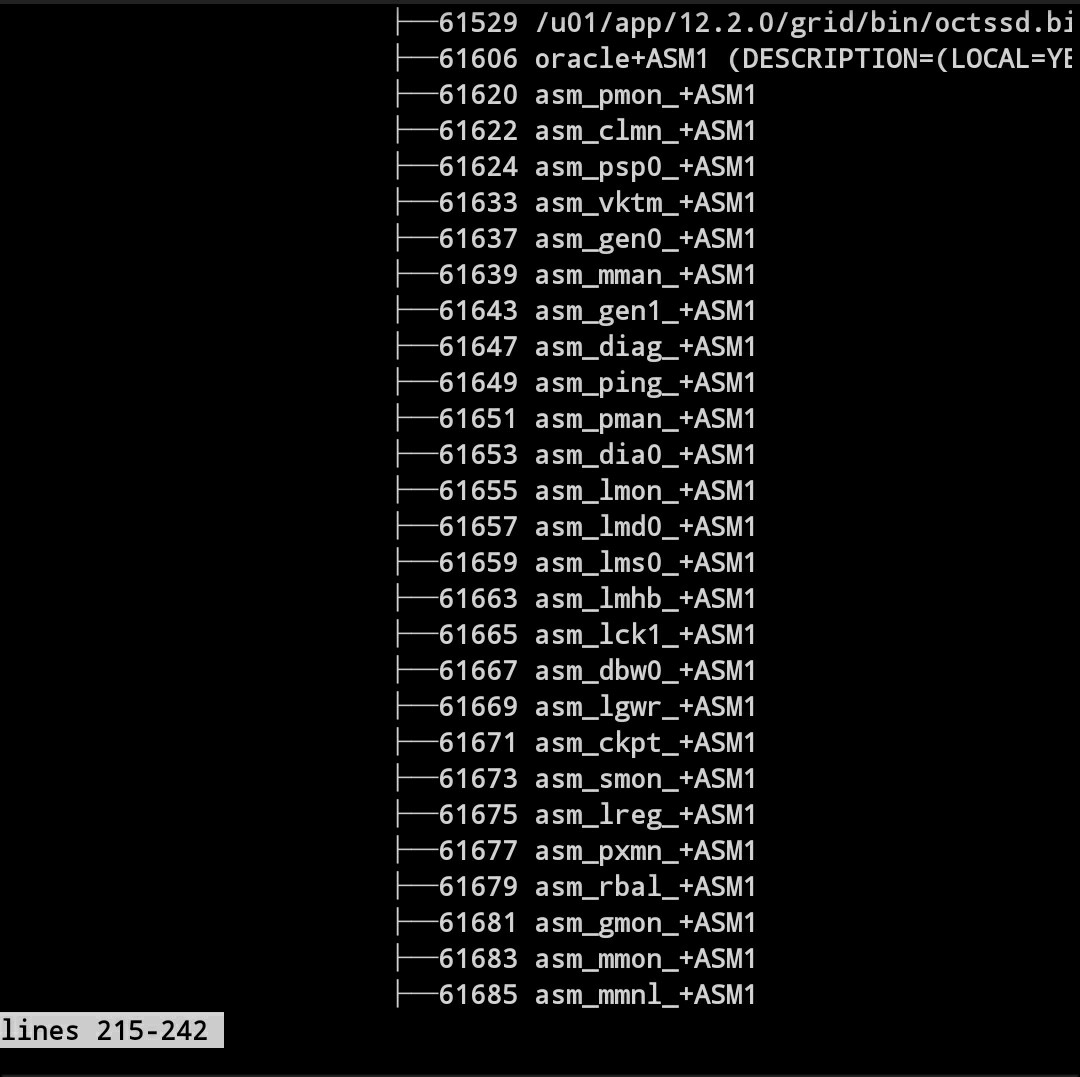 ├──61529 /u01/app/12.2.0/grid/bin/octssd.bi
├──61606 oracle+ASM1 (DESCRIPTION=(LOCAL=YE
├──61620 asm_pmon_+ASM1
├──61622 asm_clmn_+ASM1
├──61624 asm_psp0_+ASM1
├──61633 asm_vktm_+ASM1
├──61637 asm_gen0_+ASM1
├──61639 asm_mman_+ASM1
├──61643 asm_gen1_+ASM1
├──61647 asm_diag_+ASM1
├──61649 asm_ping_+ASM1
├──61651 asm_pman_+ASM1
├──61653 asm_dia0_+ASM1
├──61655 asm_lmon_+ASM1
├──61657 asm_lmd0_+ASM1
├──61659 asm_lms0_+ASM1
├──61663 asm_lmhb_+ASM1
├──61665 asm_lck1_+ASM1
├──61667 asm_dbw0_+ASM1
├──61669 asm_lgwr_+ASM1
├──61671 asm_ckpt_+ASM1
├──61673 asm_smon_+ASM1
├──61675 asm_lreg_+ASM1
├──61677 asm_pxmn_+ASM1
├──61679 asm_rbal_+ASM1
├──61681 asm_gmon_+ASM1
├──61683 asm_mmon_+ASM1
├──61685 asm_mmnl_+ASM1
lines 215-242